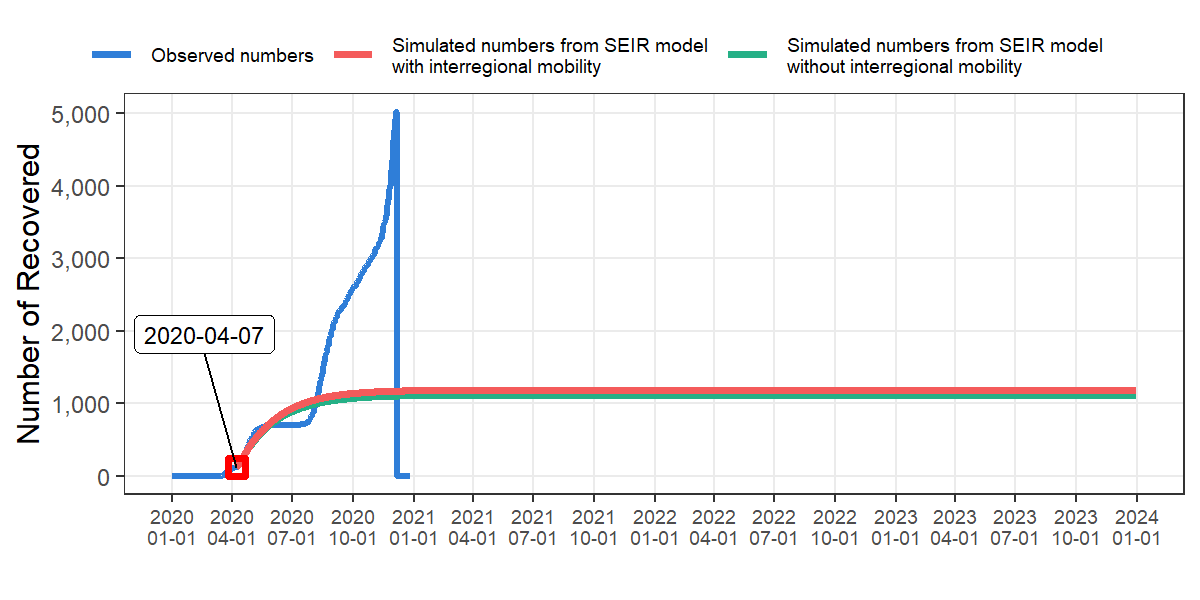 Observed numbers
Simulated numbers from SEIR model
with interregional mobility
Simulated numbers from SEIR model
without interregional mobility
Number of Recovered
5,000
4,000
3,000
2,000
1,000
0
2020-04-07
2020 2020 2020 2020 2021 2021 2021 2021 2022 2022 2022 2022 2023 2023 2023 2023 2024
01-01 04-01 07-01 10-01 01-01 04-01 07-01 10-01 01-01 04-01 07-01 10-01 01-01 04-01 07-01 10-01 01-01